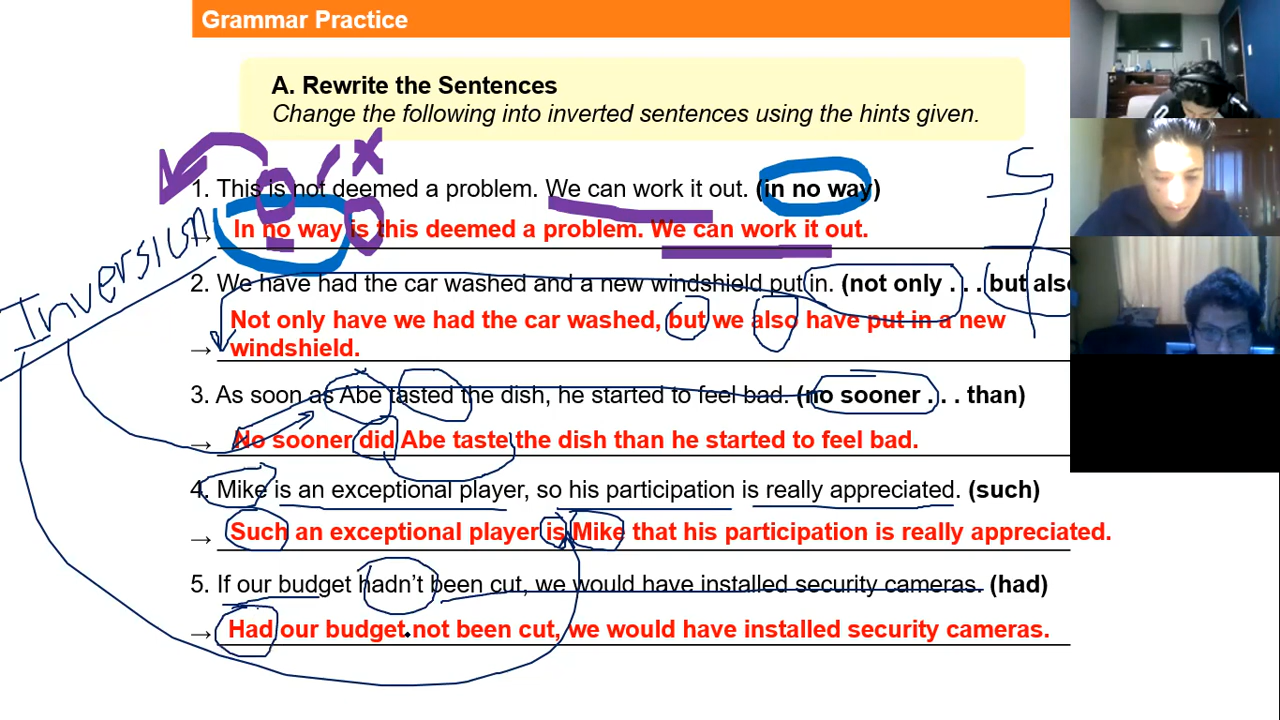 Grammar Practice
A. Rewrite the Sentences
Change the following into inverted sentences using the hints given.
1. This is not deemed a problem. We can work it out. (in no way)
→ In no way is this deemed a problem. We can work it out.
2. We have had the car washed and a new windshield put in. (not only . . . but also
Not only have we had the car washed, but we also have put in a new
→ windshield.
3. As soon as Abe tasted the dish, he started to feel bad. (no sooner . . . than)
→ No sooner did Abe taste the dish than he started to feel bad.
4. Mike is an exceptional player, so his participation is really appreciated. (such)
→ Such an exceptional player is Mike that his participation is really appreciated.
5. If our budget hadn’t been cut, we would have installed security cameras. (had)
→ Had our budget not been cut, we would have installed security cameras.
Inversion
X
S